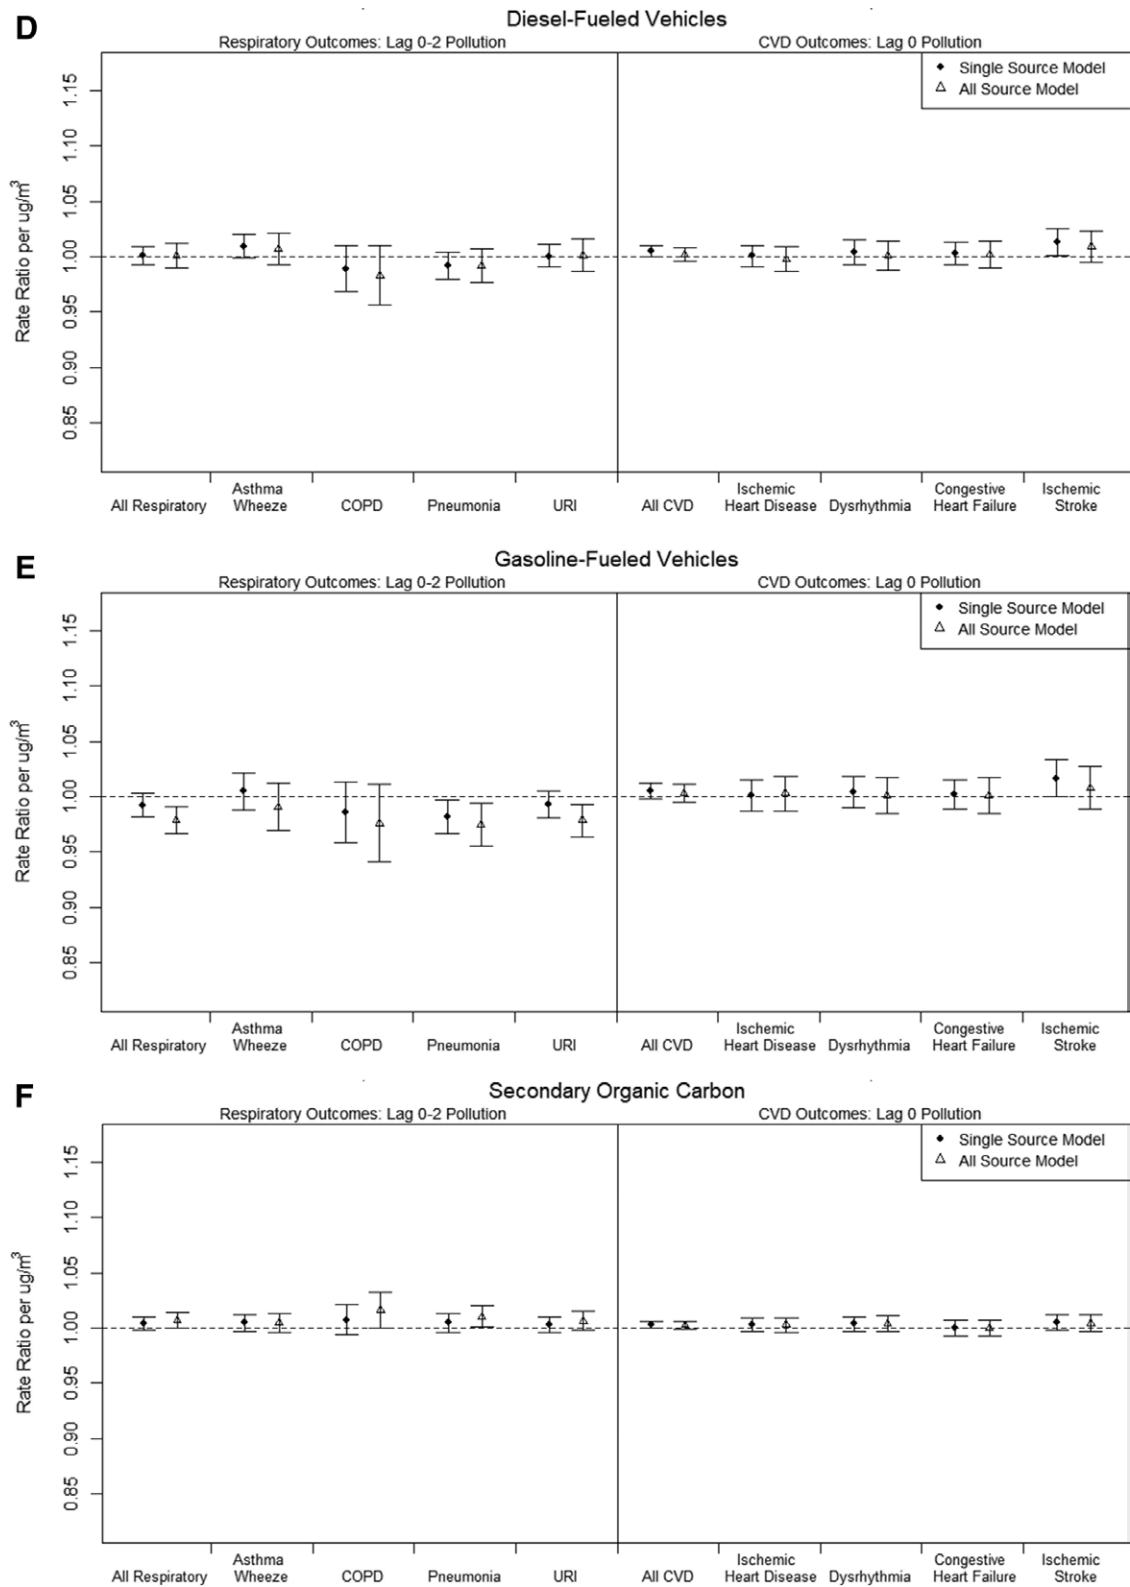 D
Diesel-Fueled Vehicles
Respiratory Outcomes: Lag 0-2 Pollution
CVD Outcomes: Lag 0 Pollution
Single Source Model
All Source Model
Rate Ratio per ug/m³
1.15
1.10
1.05
1.00
0.95
0.90
0.85
All Respiratory
Asthma
Wheeze
COPD
Pneumonia
URI
All CVD
Ischemic
Heart Disease
Dysrhythmia
Congestive
Heart Failure
Ischemic
Stroke
E
Gasoline-Fueled Vehicles
Respiratory Outcomes: Lag 0-2 Pollution
CVD Outcomes: Lag 0 Pollution
Single Source Model
All Source Model
Rate Ratio per ug/m³
1.15
1.10
1.05
1.00
0.95
0.90
0.85
All Respiratory
Asthma
Wheeze
COPD
Pneumonia
URI
All CVD
Ischemic
Heart Disease
Dysrhythmia
Congestive
Heart Failure
Ischemic
Stroke
F
Secondary Organic Carbon
Respiratory Outcomes: Lag 0-2 Pollution
CVD Outcomes: Lag 0 Pollution
Single Source Model
All Source Model
Rate Ratio per ug/m³
1.15
1.10
1.05
1.00
0.95
0.90
0.85
All Respiratory
Asthma
Wheeze
COPD
Pneumonia
URI
All CVD
Ischemic
Heart Disease
Dysrhythmia
Congestive
Heart Failure
Ischemic
Stroke